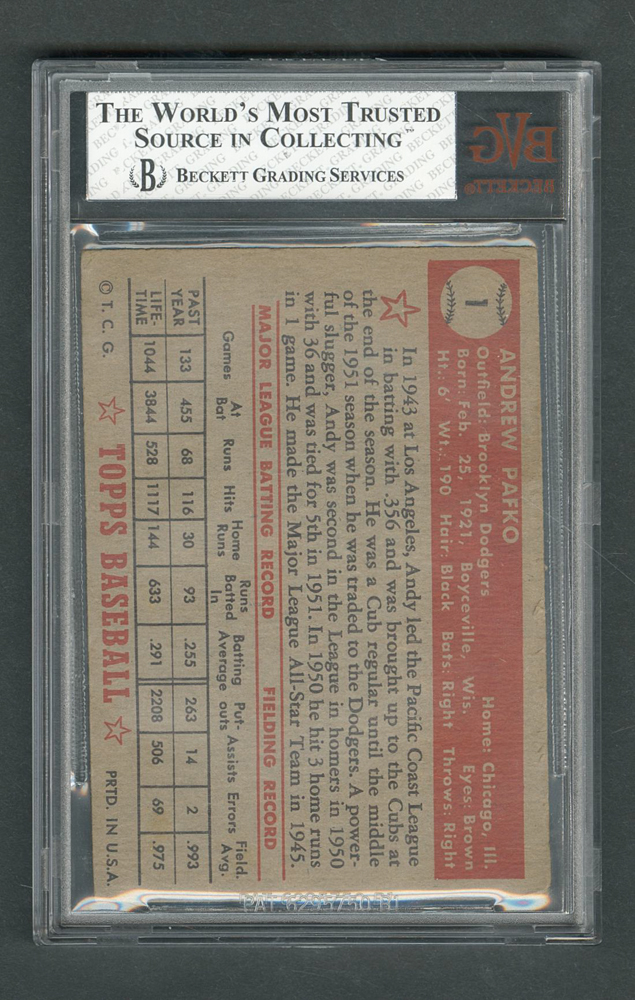 THE WORLD'S MOST TRUSTED
SOURCE IN COLLECTING™
B BECKETT GRADING SERVICES
BVG
BECKETT
1
ANDREW PAFKO
Outfield: Brooklyn Dodgers Home: Chicago, Ill.
Born: Feb. 25, 1921, Boyceville, Wis. Eyes: Brown
Ht.: 6' Wt.: 190 Hair: Black Bats: Right Throws: Right
In 1943 at Los Angeles, Andy led the Pacific Coast League
in batting with .356 and was brought up to the Cubs at
the end of the season. He was a Cub regular until the middle
of the 1951 season when he was traded to the Dodgers. A power-
ful slugger, Andy was second in the League in homers in 1950
with 36 and was tied for 5th in 1951. In 1950 he hit 3 home runs
in 1 game. He made the Major League All-Star Team in 1945.
MAJOR LEAGUE BATTING RECORD FIELDING RECORD
Games At Bat Runs Hits Home Runs Runs Batted In Batting Average Put-outs Assists Errors Field. Avg.
PAST YEAR 133 455 68 116 30 93 .255 263 14 2 .993
LIFE-TIME 1044 3844 528 1117 144 633 .291 2208 506 69 .975
© T. C. G. TOPPS BASEBALL PRTD. IN U.S.A.